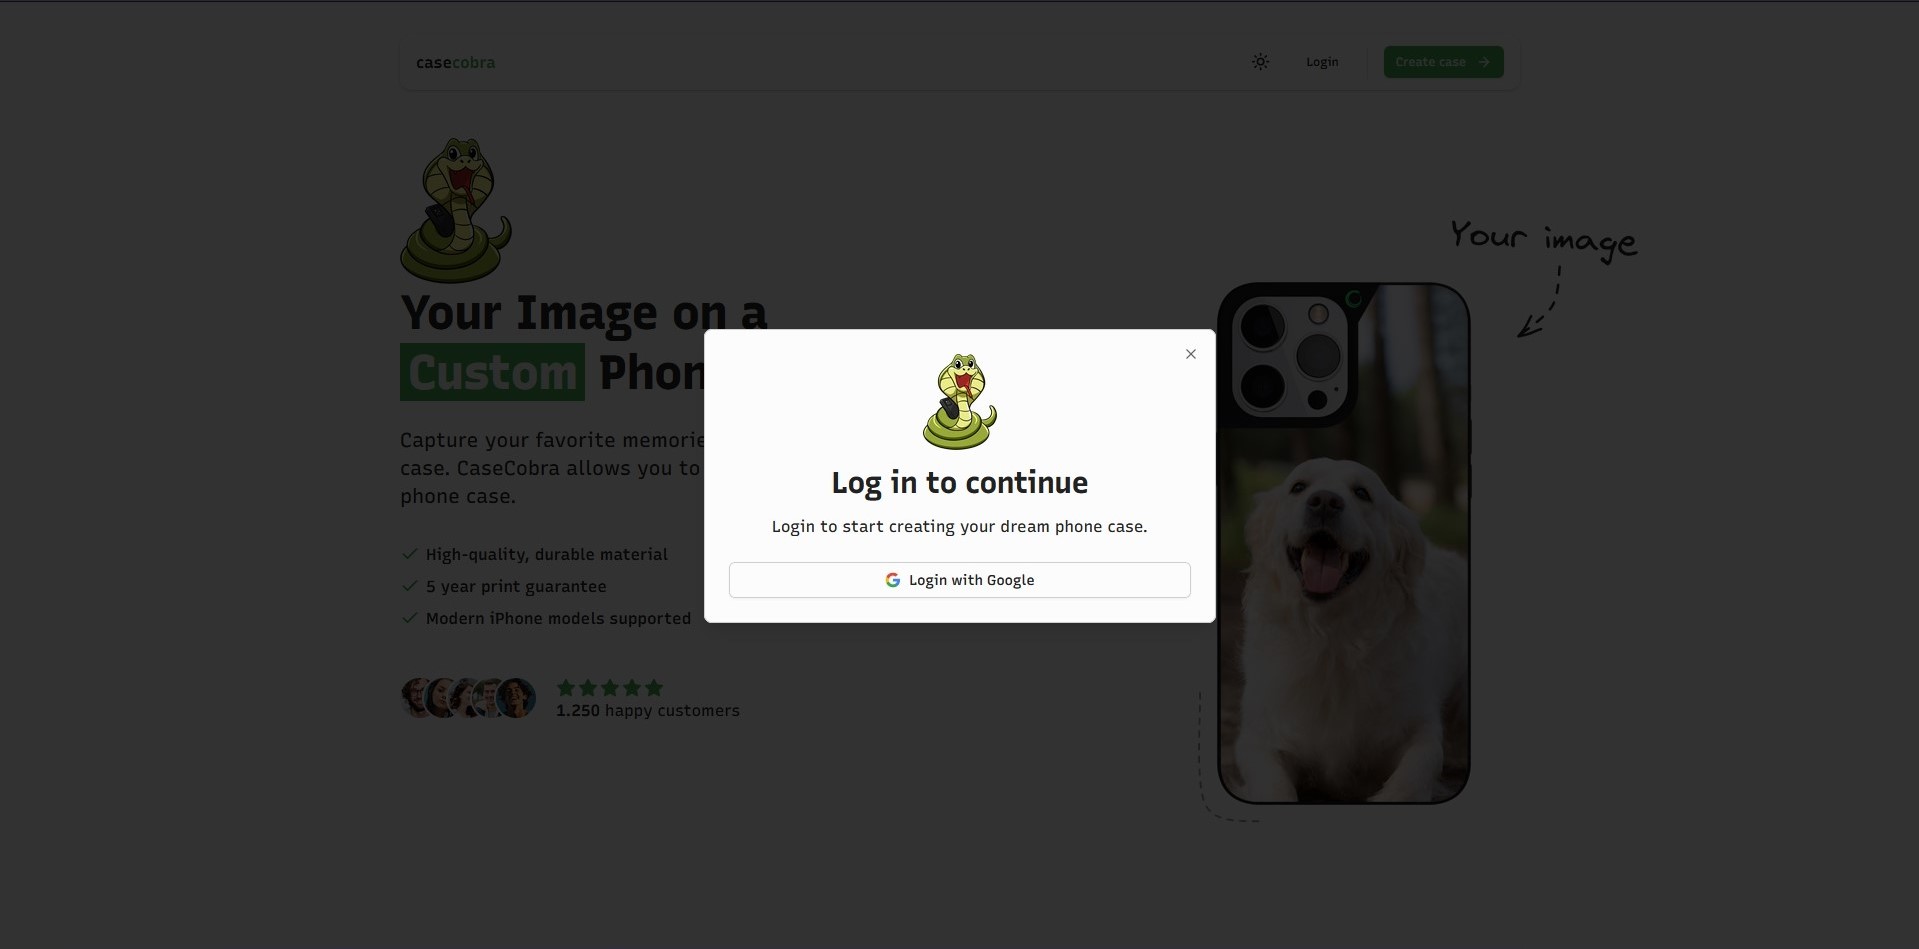 casecobra
Login
Create case
Your image
Your Image on a
Custom Phon
Capture your favorite memorie
case. CaseCobra allows you to
phone case.
High-quality, durable material
5 year print guarantee
Modern iPhone models supported
1.250 happy customers
Log in to continue
Login to start creating your dream phone case.
Login with Google